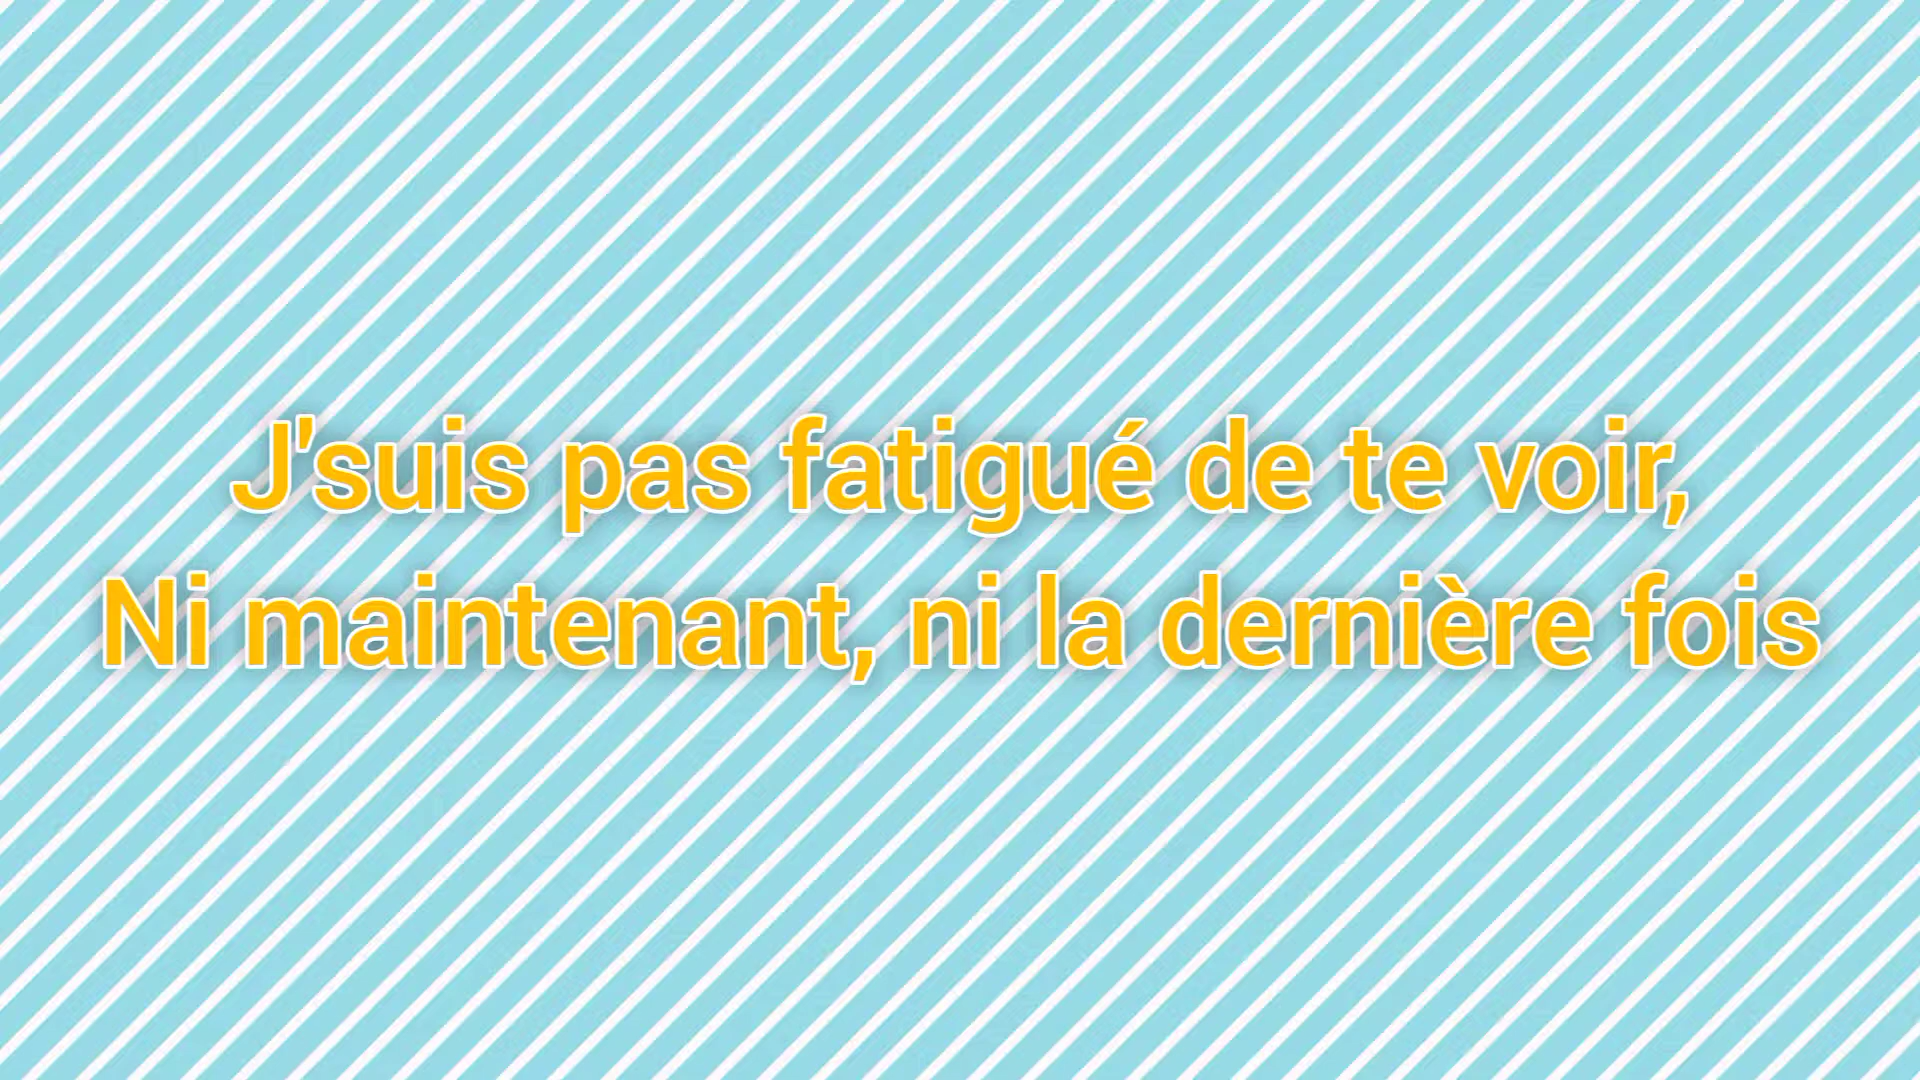 J'suis pas fatigué de te voir,
Ni maintenant, ni la dernière fois